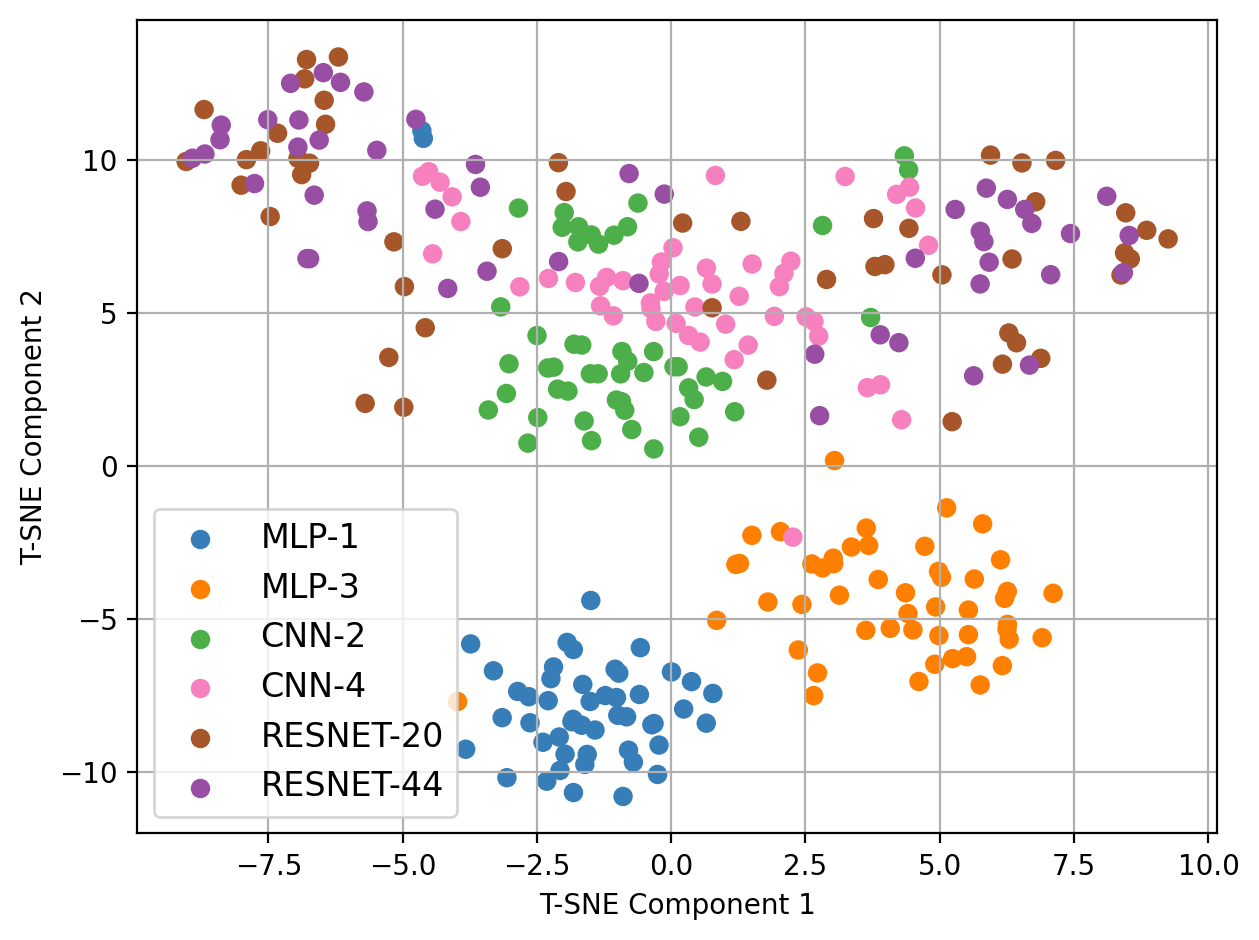 10
5
0
−5
−10
T-SNE Component 2
MLP-1
MLP-3
CNN-2
CNN-4
RESNET-20
RESNET-44
−7.5 −5.0 −2.5 0.0 2.5 5.0 7.5 10.0
T-SNE Component 1